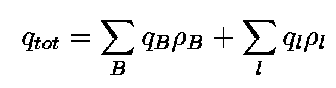 q_{tot} = \sum_{B} q_B \rho_B + \sum_{l} q_l \rho_l